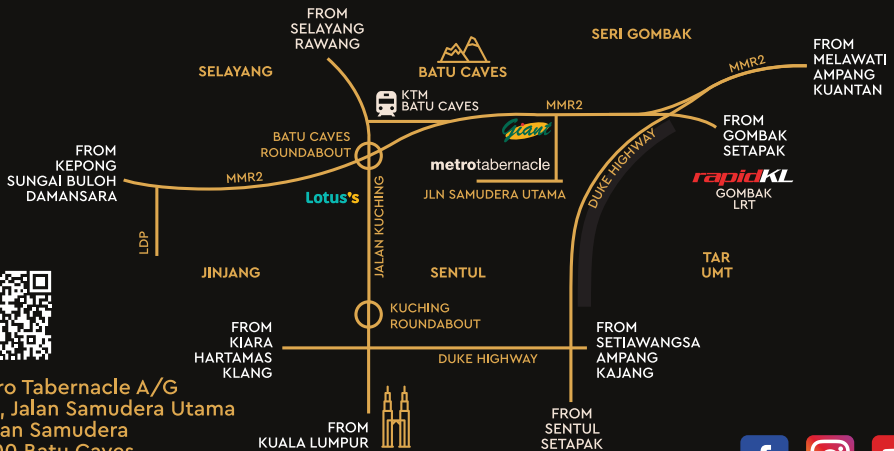 FROM
SELAYANG
RAWANG
SERI GOMBAK
FROM
MELAWATI
AMPANG
KUANTAN
SELAYANG
BATU CAVES
MMR2
KTM
BATU CAVES
MMR2
FROM
GOMBAK
SETAPAK
BATU CAVES
ROUNDABOUT
Giant
metrotabernacle
DUKE HIGHWAY
FROM
KEPONG
SUNGAI BULOH
DAMANSARA
MMR2
Lotus's
JLN SAMUDERA UTAMA
rapidKL
GOMBAK
LRT
LDP
JALAN KUCHING
JINJANG
SENTUL
TAR
UMT
KUCHING
ROUNDABOUT
FROM
KIARA
HARTAMAS
KLANG
DUKE HIGHWAY
FROM
SETIAWANGSA
AMPANG
KAJANG
FROM
KUALA LUMPUR
FROM
SENTUL
SETAPAK
ro Tabernacle A/G
, Jalan Samudera Utama
an Samudera
00 Batu Caves